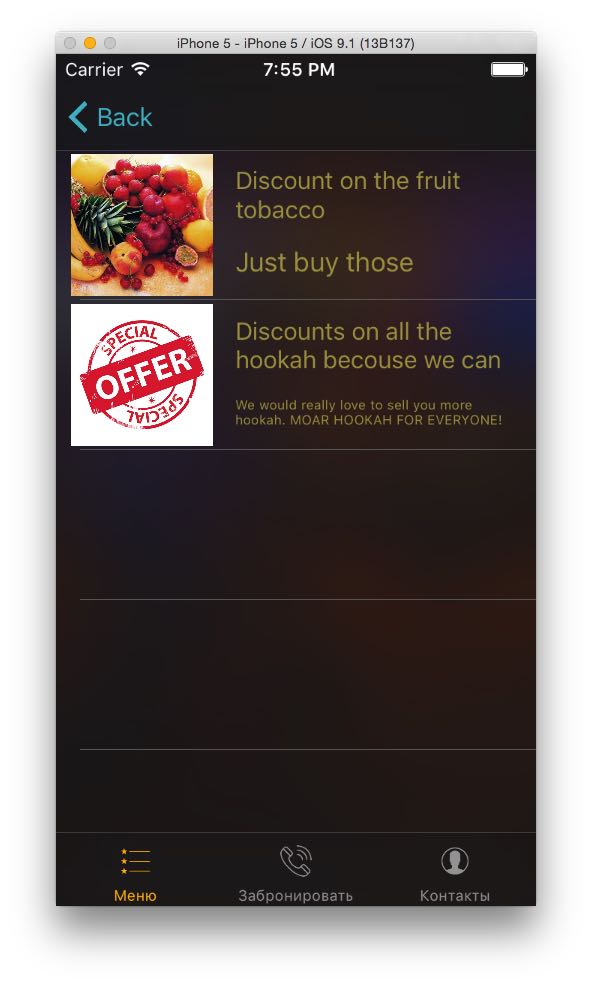 iPhone 5 - iPhone 5 / iOS 9.1 (13B137)
Carrier 7:55 PM
Back
Discount on the fruit
tobacco
Just buy those
SPECIAL
OFFER
SPECIAL
Discounts on all the
hookah becouse we can
We would really love to sell you more
hookah. MOAR HOOKAH FOR EVERYONE!
Меню Забронировать Контакты